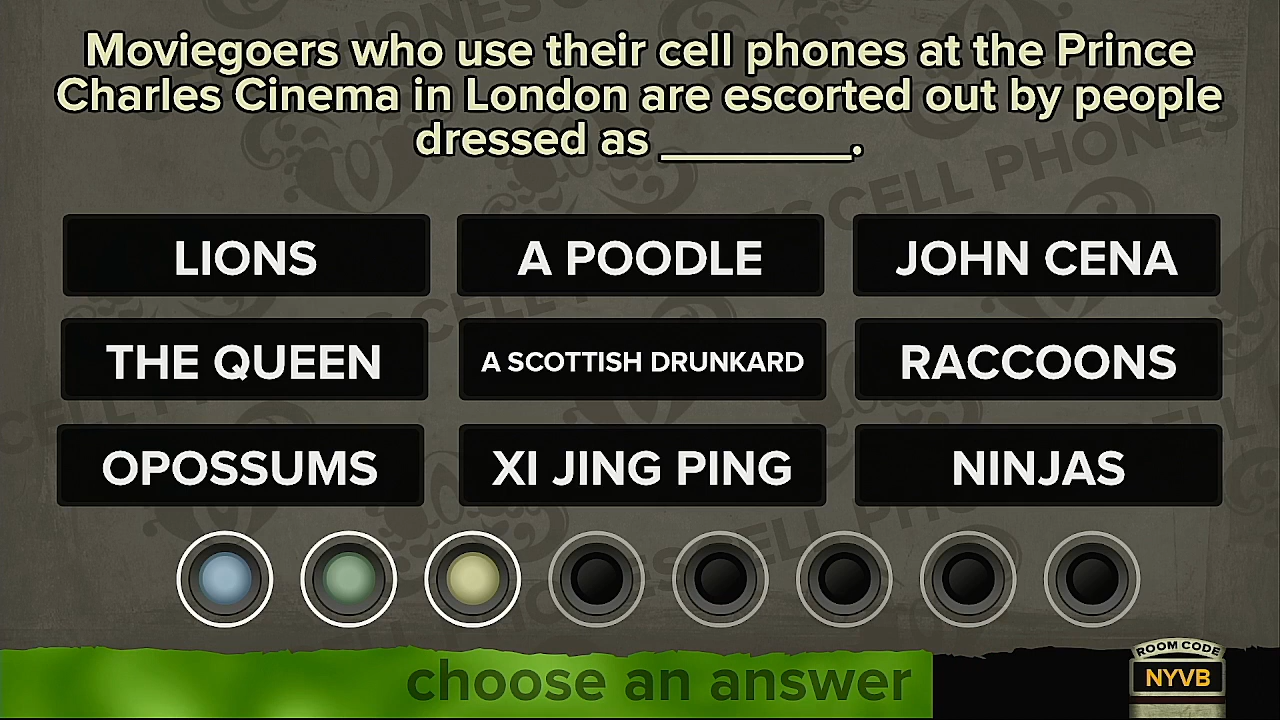 Moviegoers who use their cell phones at the Prince
Charles Cinema in London are escorted out by people
dressed as ________.
LIONS
A POODLE
JOHN CENA
THE QUEEN
A SCOTTISH DRUNKARD
RACCOONS
OPOSSUMS
XI JING PING
NINJAS
choose an answer
ROOM CODE
NYVB
CELL PHONES